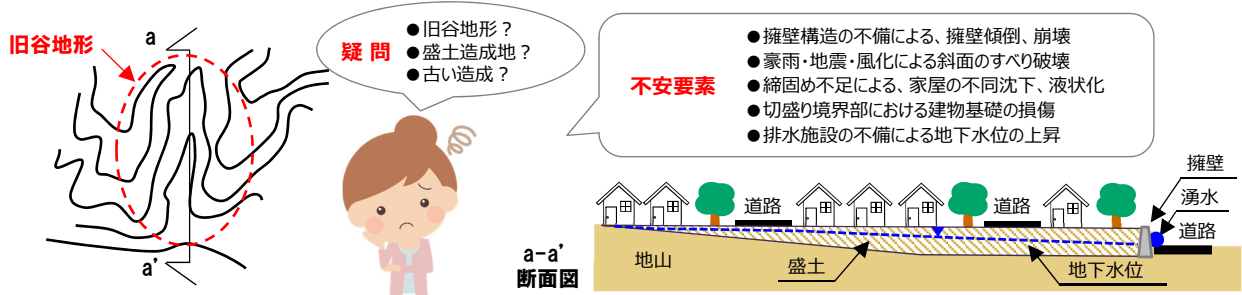 旧谷地形
a
a'
疑 問
●旧谷地形？
●盛土造成地？
●古い造成？
不安要素
●擁壁構造の不備による、擁壁傾倒、崩壊
●豪雨・地震・風化による斜面のすべり破壊
●締固め不足による、家屋の不同沈下、液状化
●切盛り境界部における建物基礎の損傷
●排水施設の不備による地下水位の上昇
a-a'
断面図
道路
道路
擁壁
湧水
道路
地山
盛土
地下水位